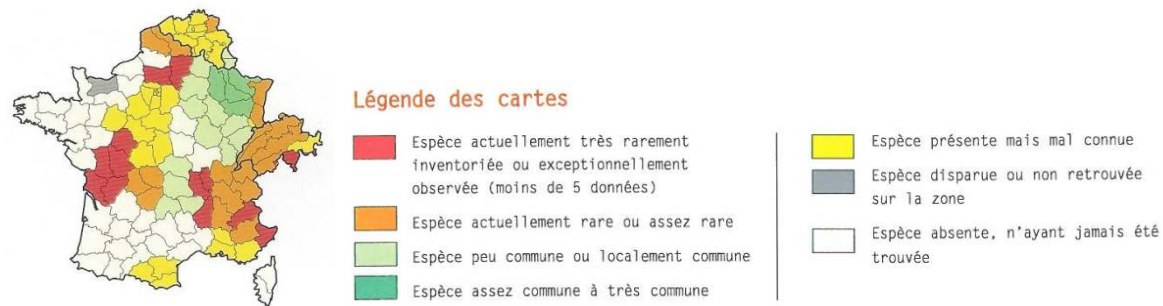 Légende des cartes
Espèce actuellement très rarement
inventoriée ou exceptionnellement
observée (moins de 5 données)
Espèce actuellement rare ou assez rare
Espèce peu commune ou localement commune
Espèce assez commune à très commune
Espèce présente mais mal connue
Espèce disparue ou non retrouvée
sur la zone
Espèce absente, n'ayant jamais été
trouvée